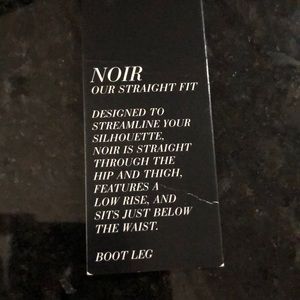 NOIR
OUR STRAIGHT FIT
DESIGNED TO
STREAMLINE YOUR
SILHOUETTE,
NOIR IS STRAIGHT
THROUGH THE
HIP AND THIGH,
FEATURES A
LOW RISE, AND
SITS JUST BELOW
THE WAIST.
BOOT LEG